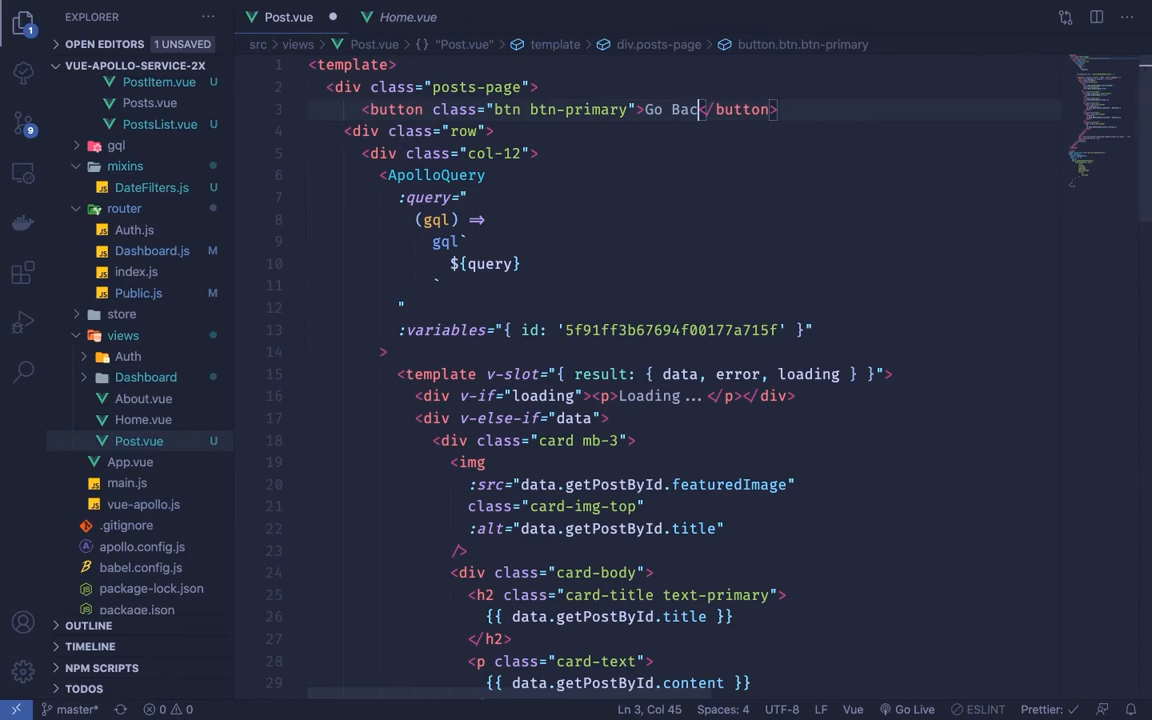 EXPLORER
OPEN EDITORS 1 UNSAVED
VUE-APOLLO-SERVICE-2X
PostItem.vue U
Posts.vue U
PostsList.vue U
gql
mixins
DateFilters.js U
router
Auth.js
Dashboard.js M
index.js
Public.js M
store
views
Auth
Dashboard
About.vue
Home.vue
Post.vue U
App.vue
main.js
vue-apollo.js
.gitignore
apollo.config.js
babel.config.js
package-lock.json
package.json
OUTLINE
TIMELINE
NPM SCRIPTS
TODOS
1
9
Post.vue
Home.vue
src > views > Post.vue > {} "Post.vue" > template > div.posts-page > button.btn.btn-primary
1 <template>
2 <div class="posts-page">
3 <button class="btn btn-primary">Go Bac</button>
4 <div class="row">
5 <div class="col-12">
6 <ApolloQuery
7 :query="
8 (gql) =>
9 gql`
10 ${query}
11 `
12 "
13 :variables="{ id: '5f91ff3b67694f00177a715f' }"
14 >
15 <template v-slot="{ result: { data, error, loading } }">
16 <div v-if="loading"><p>Loading...</p></div>
17 <div v-else-if="data">
18 <div class="card mb-3">
19 <img
20 :src="data.getPostById.featuredImage"
21 class="card-img-top"
22 :alt="data.getPostById.title"
23 />
24 <div class="card-body">
25 <h2 class="card-title text-primary">
26 {{ data.getPostById.title }}
27 </h2>
28 <p class="card-text">
29 {{ data.getPostById.content }}
master* 0 0 Ln 3, Col 45 Spaces: 4 UTF-8 LF Vue Go Live ESLINT Prettier: ✓